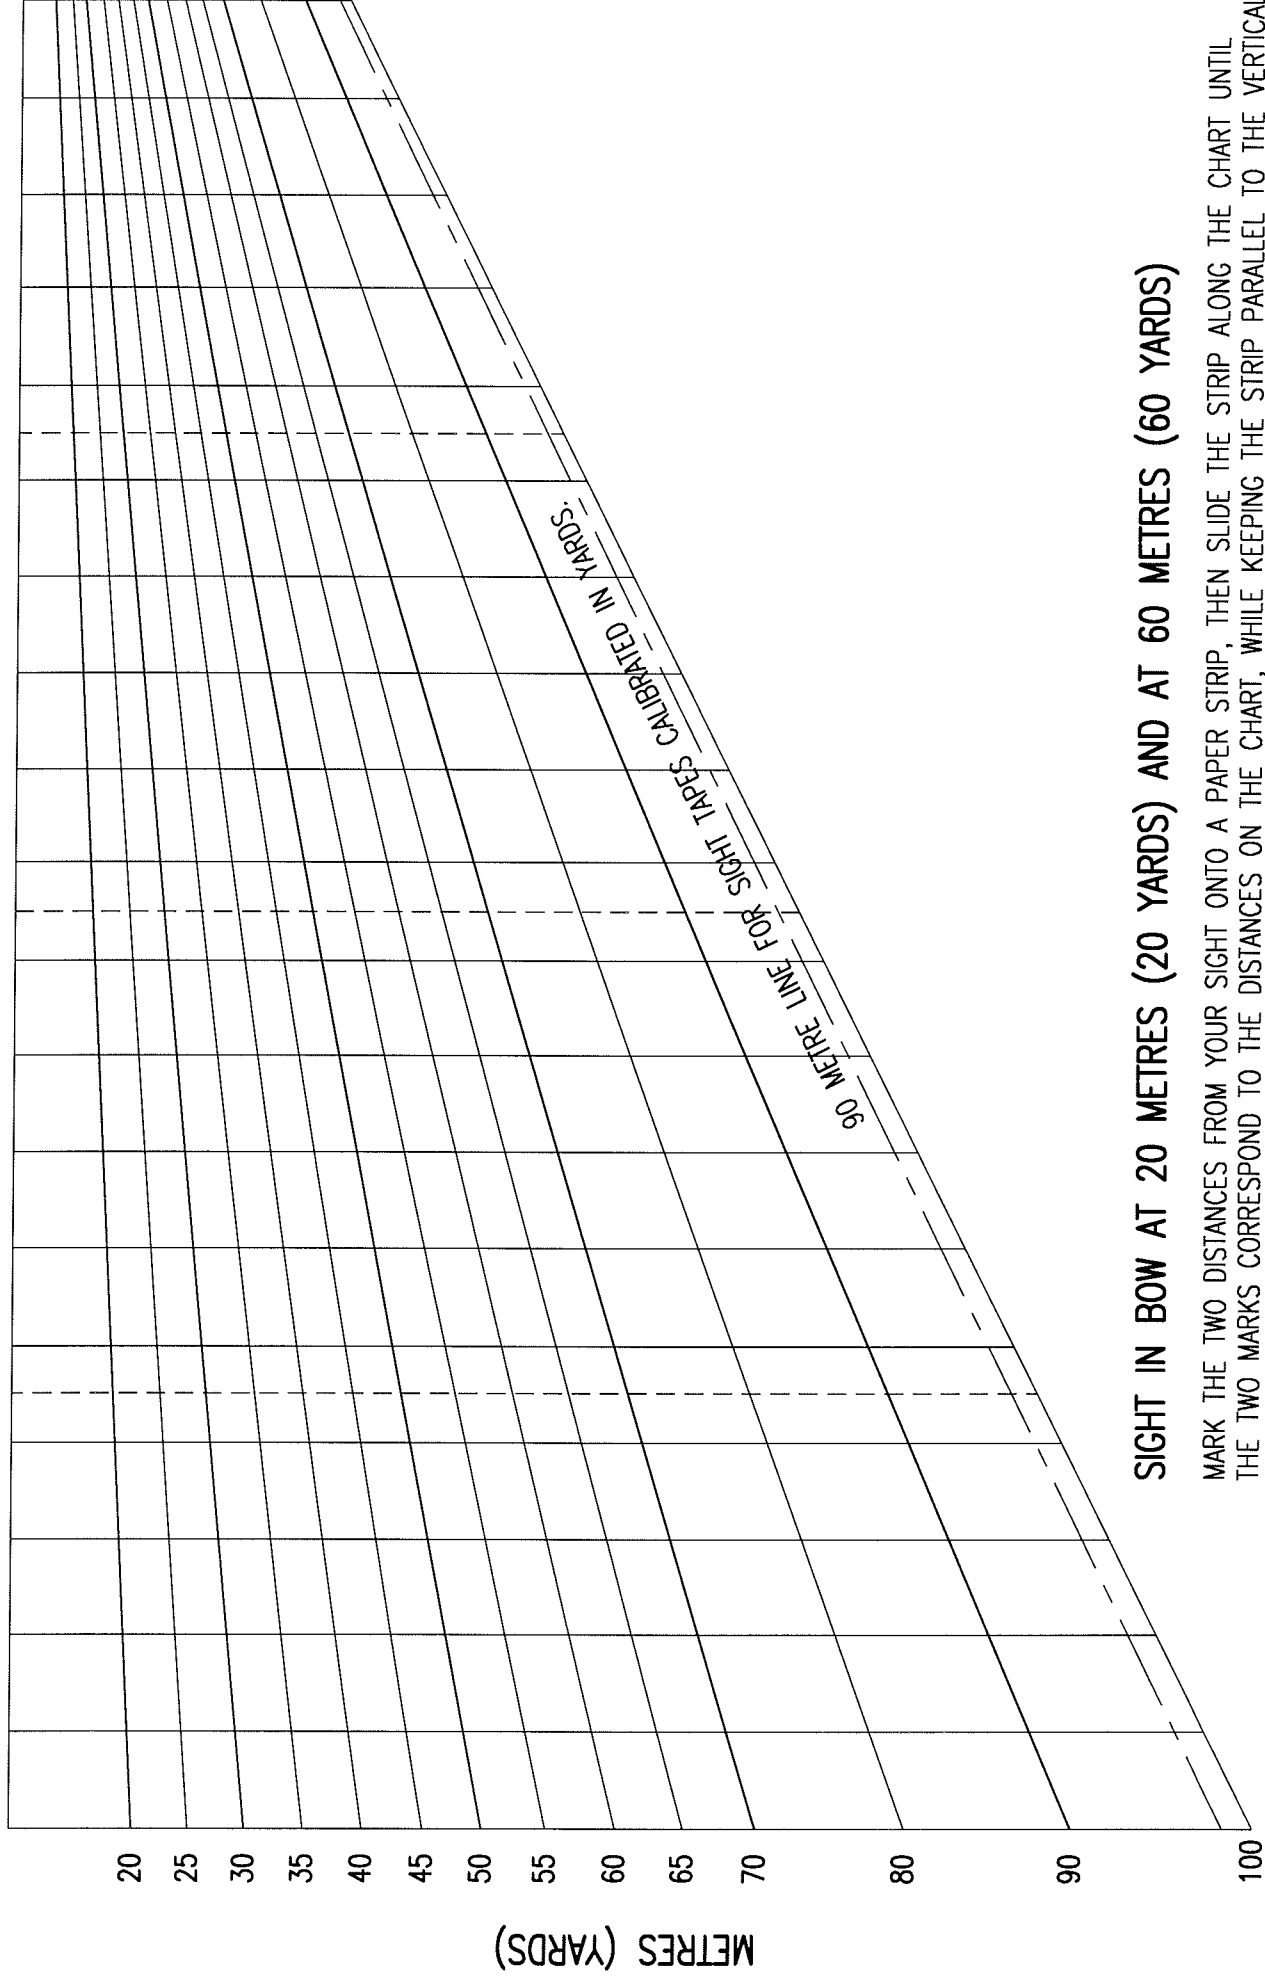 METRES (YARDS)
20
25
30
35
40
45
50
55
60
65
70
80
90
100
90 METRE LINE FOR SIGHT TAPES CALIBRATED IN YARDS.
SIGHT IN BOW AT 20 METRES (20 YARDS) AND AT 60 METRES (60 YARDS)
MARK THE TWO DISTANCES FROM YOUR SIGHT ONTO A PAPER STRIP, THEN SLIDE THE STRIP ALONG THE CHART UNTIL
THE TWO MARKS CORRESPOND TO THE DISTANCES ON THE CHART, WHILE KEEPING THE STRIP PARALLEL TO THE VERTICAL